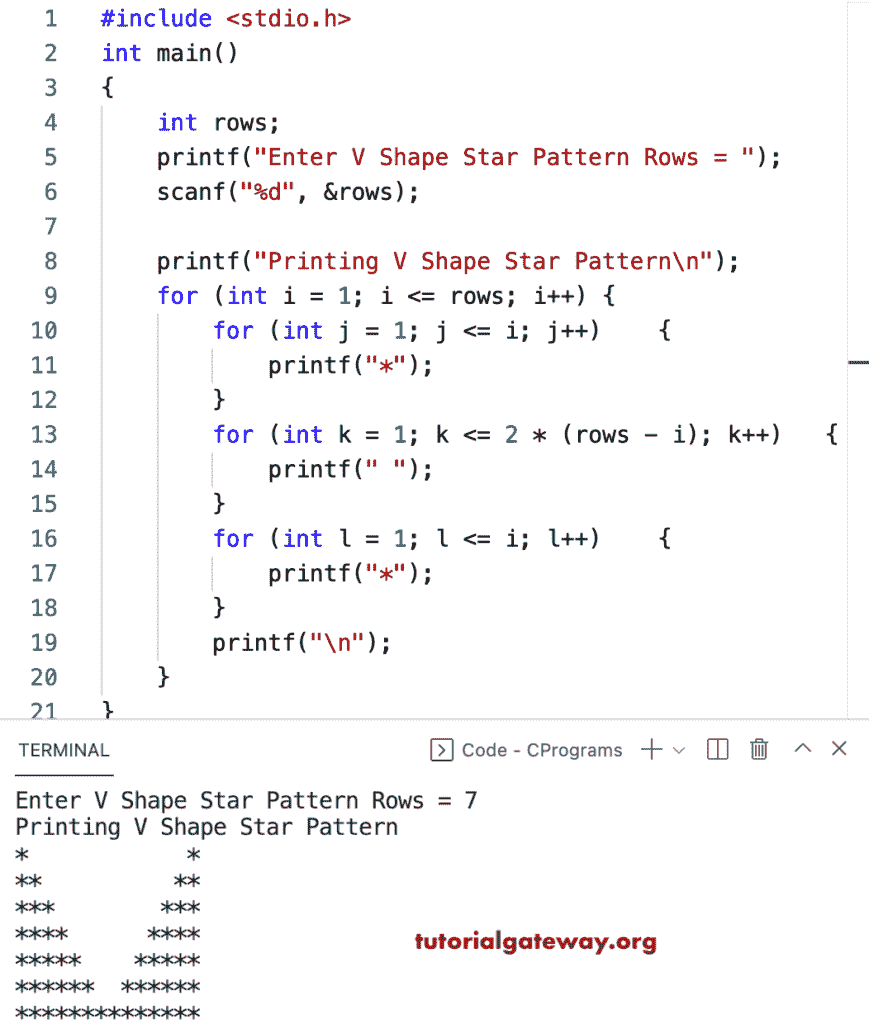 1 #include <stdio.h>
2 int main()
3 {
4     int rows;
5     printf("Enter V Shape Star Pattern Rows = ");
6     scanf("%d", &rows);
7
8     printf("Printing V Shape Star Pattern\n");
9     for (int i = 1; i <= rows; i++) {
10         for (int j = 1; j <= i; j++)    {
11             printf("*");
12         }
13         for (int k = 1; k <= 2 * (rows - i); k++)   {
14             printf(" ");
15         }
16         for (int l = 1; l <= i; l++)    {
17             printf("*");
18         }
19         printf("\n");
20     }
21 }
TERMINAL Code - CPrograms
Enter V Shape Star Pattern Rows = 7
Printing V Shape Star Pattern
*            *
**          **
***        ***
****      ****
*****    *****
******  ******
**************
tutorialgateway.org